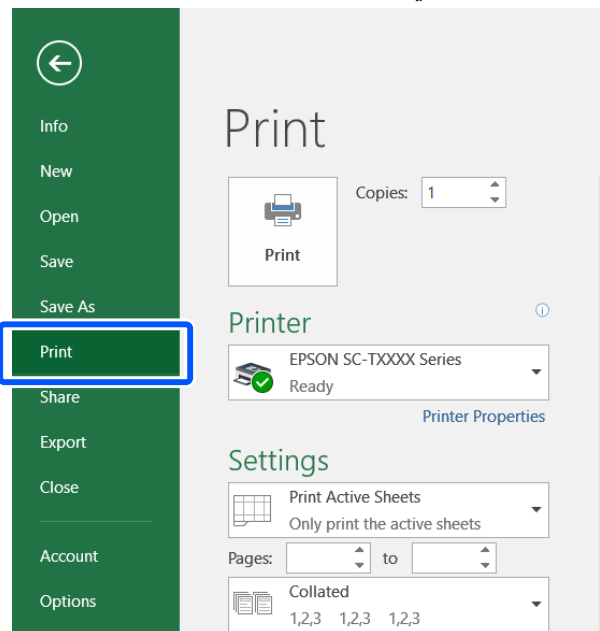 Info
New
Open
Save
Save As
Print
Share
Export
Close
Account
Options
Print
Copies: 1
Print
Printer
EPSON SC-TXXXX Series
Ready
Printer Properties
Settings
Print Active Sheets
Only print the active sheets
Pages: to
Collated
1,2,3 1,2,3 1,2,3